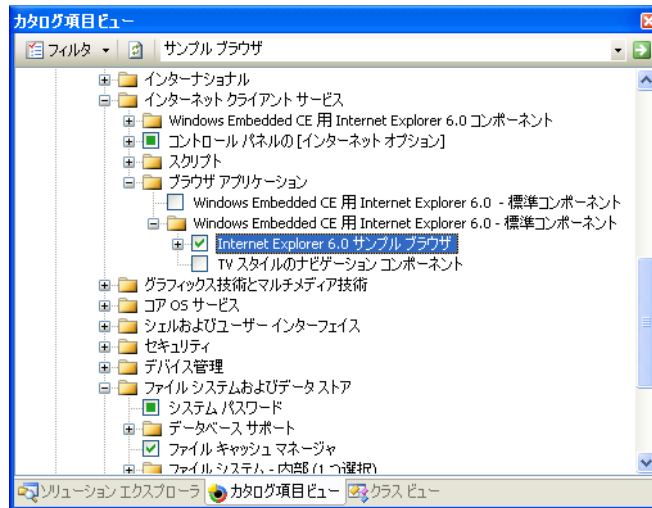 カタログ項目ビュー
フィルタ サンプル ブラウザ
インターナショナル
インターネット クライアント サービス
Windows Embedded CE 用 Internet Explorer 6.0 コンポーネント
コントロール パネルの [インターネット オプション]
スクリプト
ブラウザ アプリケーション
Windows Embedded CE 用 Internet Explorer 6.0 - 標準コンポーネント
Windows Embedded CE 用 Internet Explorer 6.0 - 標準コンポーネント
Internet Explorer 6.0 サンプル ブラウザ
TV スタイルのナビゲーション コンポーネント
グラフィックス技術とマルチメディア技術
コア OS サービス
シェルおよびユーザー インターフェイス
セキュリティ
デバイス管理
ファイル システムおよびデータ ストア
システム パスワード
データベース サポート
ファイル キャッシュ マネージャ
ファイル システム - 内部 (1 つ選択)
ソリューション エクスプローラ カタログ項目ビュー クラス ビュー